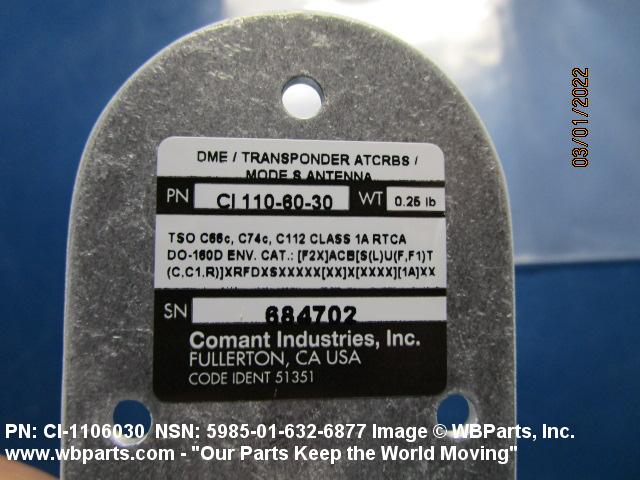 03/01/2022
DME / TRANSPONDER ATCRBS /
MODE S ANTENNA
PN CI 110-60-30 WT 0.25 lb
TSO C66c, C74c, C112 CLASS 1A RTCA
DO-160D ENV. CAT.: [F2X]ACB[S(L)U(F,F1)T
(C,C1,R)]XRFDXSXXXXX[XX]X[XXXX][1A]XX
SN 684702
Comant Industries, Inc.
FULLERTON, CA USA
CODE IDENT 51351
PN: CI-1106030 NSN: 5985-01-632-6877 Image © WBParts, Inc.
www.wbparts.com - "Our Parts Keep the World Moving"